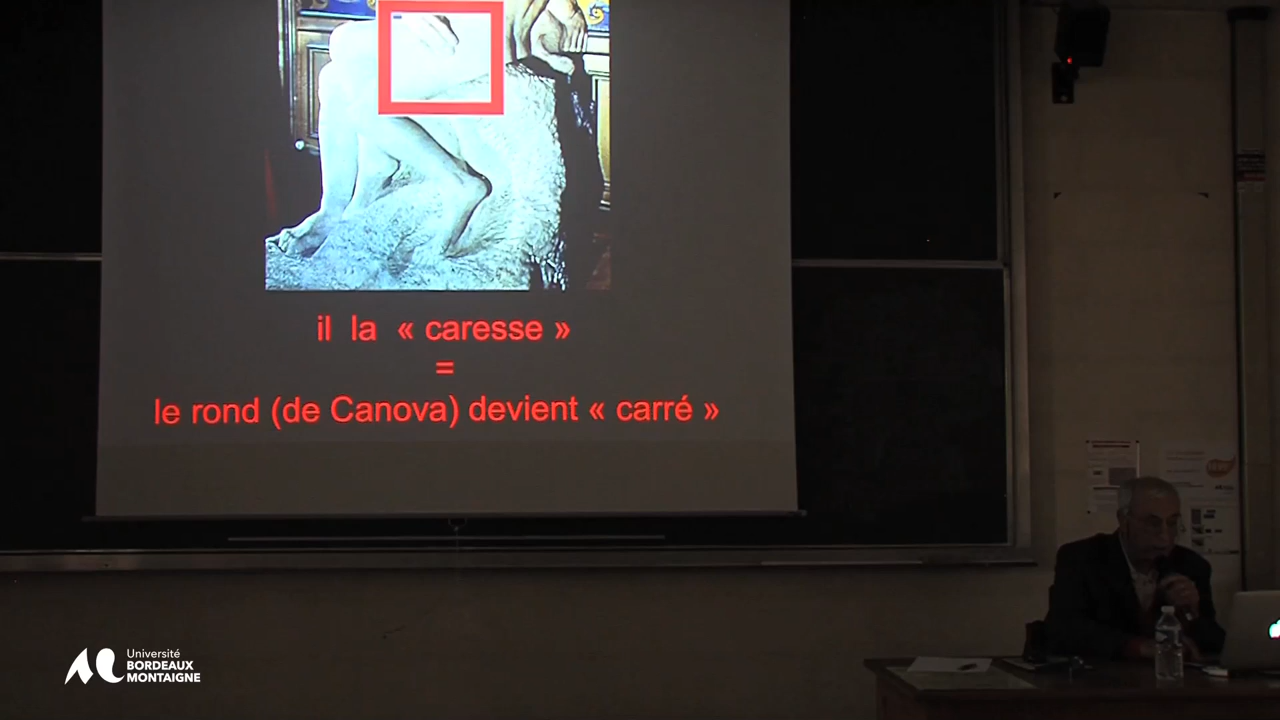 il la « caresse »
=
le rond (de Canova) devient « carré »
Université
BORDEAUX
MONTAIGNE